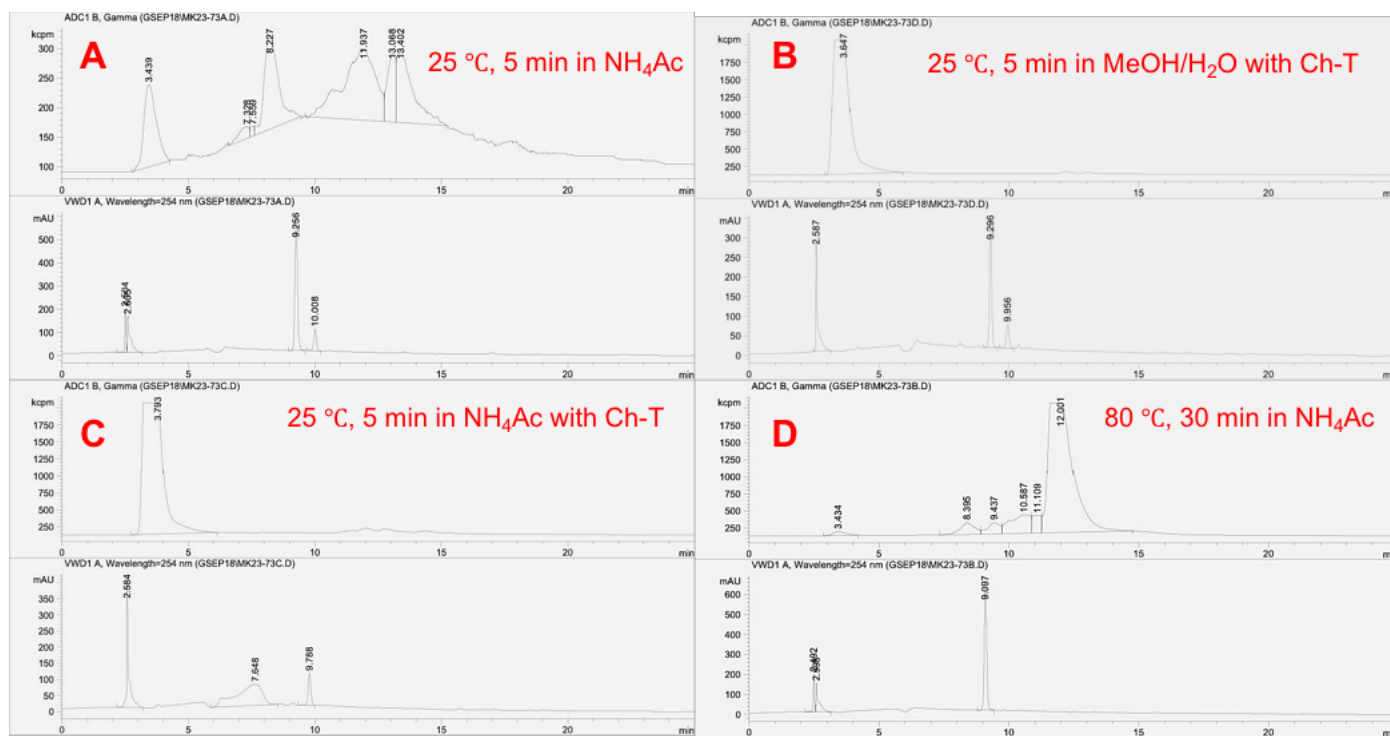 ADC1 B, Gamma (GSEP18\MK23-73A.D)
kcpm
A
25 ℃, 5 min in NH₄Ac
3.439
7.559
8.227
11.937
13.068
13.402
300
250
200
150
100
0 5 10 15 20 min
VWD1 A, Wavelength=254 nm (GSEP18\MK23-73A.D)
mAU
2.605
9.256
10.008
500
400
300
200
100
0
0 5 10 15 20 min
ADC1 B, Gamma (GSEP18\MK23-73D.D)
kcpm
B
25 ℃, 5 min in MeOH/H₂O with Ch-T
3.647
1750
1500
1250
1000
750
500
250
0 5 10 15 20 min
VWD1 A, Wavelength=254 nm (GSEP18\MK23-73D.D)
mAU
2.587
9.296
9.956
300
250
200
150
100
50
0
0 5 10 15 20 min
ADC1 B, Gamma (GSEP18\MK23-73C.D)
kcpm
C
25 ℃, 5 min in NH₄Ac with Ch-T
3.793
1750
1500
1250
1000
750
500
250
0 5 10 15 20 min
VWD1 A, Wavelength=254 nm (GSEP18\MK23-73C.D)
mAU
2.584
7.648
9.788
350
300
250
200
150
100
50
0
0 5 10 15 20 min
ADC1 B, Gamma (GSEP18\MK23-73B.D)
kcpm
D
80 ℃, 30 min in NH₄Ac
3.434
8.395
9.437
10.587
11.109
12.001
1750
1500
1250
1000
750
500
250
0 5 10 15 20 min
VWD1 A, Wavelength=254 nm (GSEP18\MK23-73B.D)
mAU
2.492
9.097
600
500
400
300
200
100
0
0 5 10 15 20 min